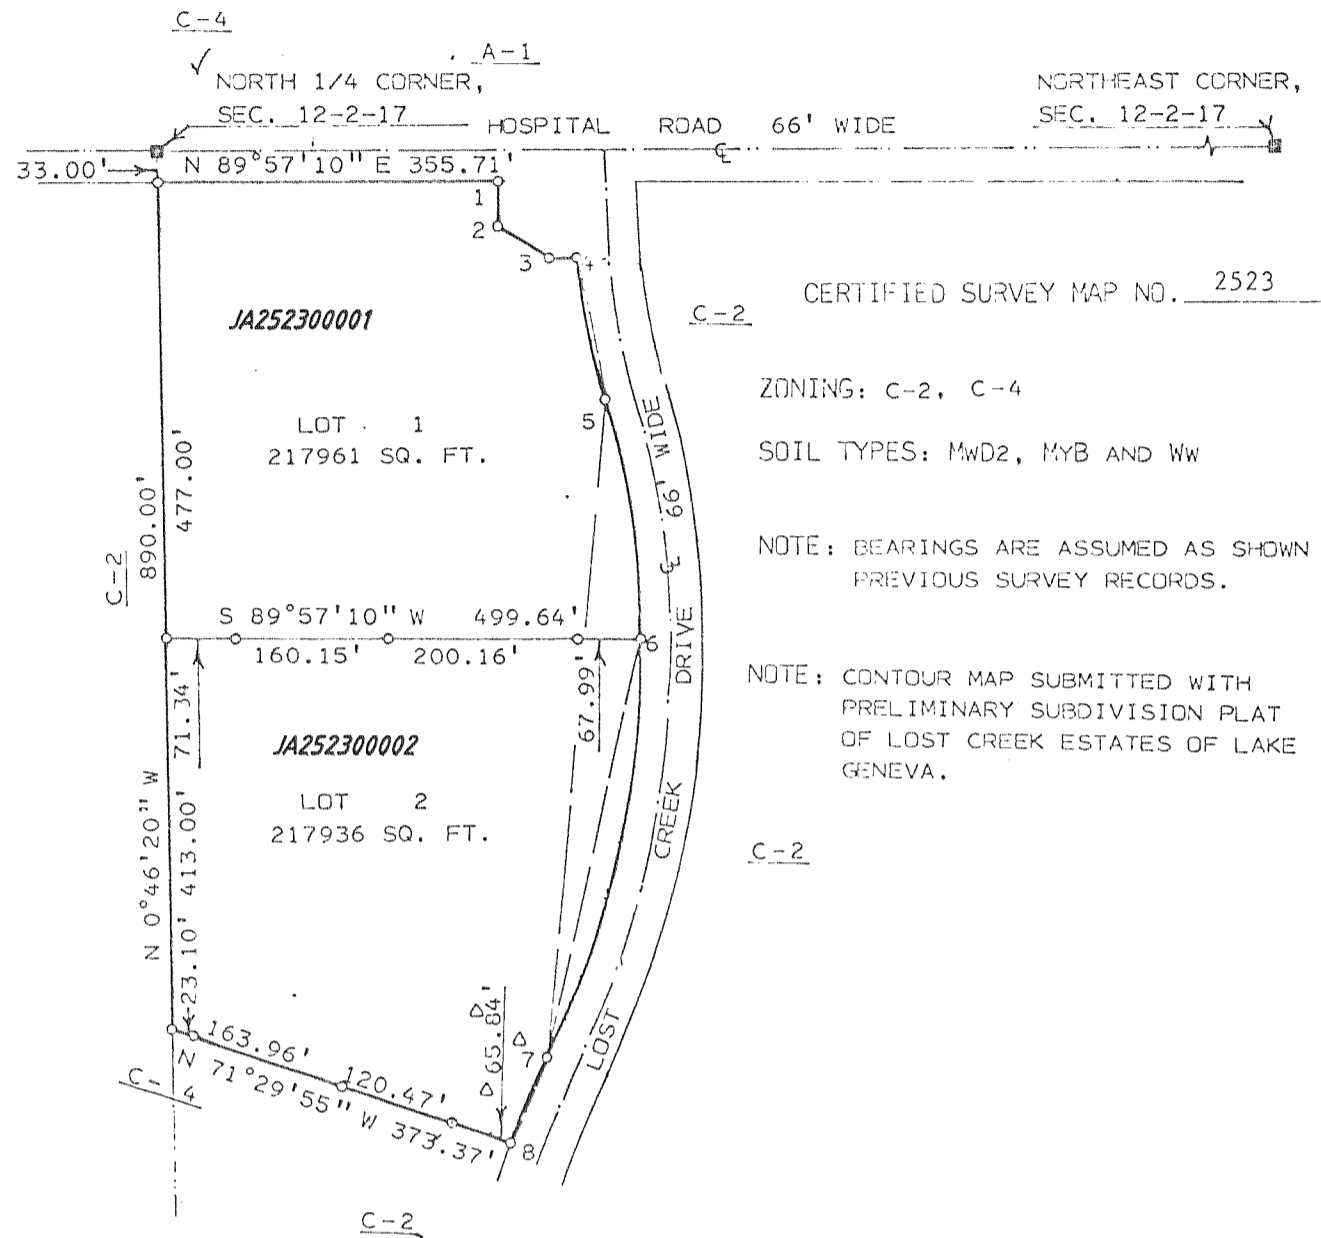 C-4
A-1
NORTH 1/4 CORNER,
SEC. 12-2-17
NORTHEAST CORNER,
SEC. 12-2-17
HOSPITAL ROAD 66' WIDE
33.00'
N 89°57'10" E 355.71'
1
2
3
4
5
6
7
8
CERTIFIED SURVEY MAP NO. 2523
JA252300001
C-2
ZONING: C-2, C-4
LOT 1
217961 SQ. FT.
SOIL TYPES: MWD2, MYB AND WW
890.00'
477.00'
C-2
NOTE: BEARINGS ARE ASSUMED AS SHOWN
PREVIOUS SURVEY RECORDS.
S 89°57'10" W 499.64'
160.15'
200.16'
67.99'
71.34'
NOTE: CONTOUR MAP SUBMITTED WITH
PRELIMINARY SUBDIVISION PLAT
OF LOST CREEK ESTATES OF LAKE
GENEVA.
JA252300002
LOT 2
217936 SQ. FT.
C-2
LOST CREEK DRIVE ℄ 66' WIDE
℄
N 0°46'20" W
413.00'
23.10'
163.96'
120.47'
65.84'
N 71°29'55" W 373.37'
C-4
C-2